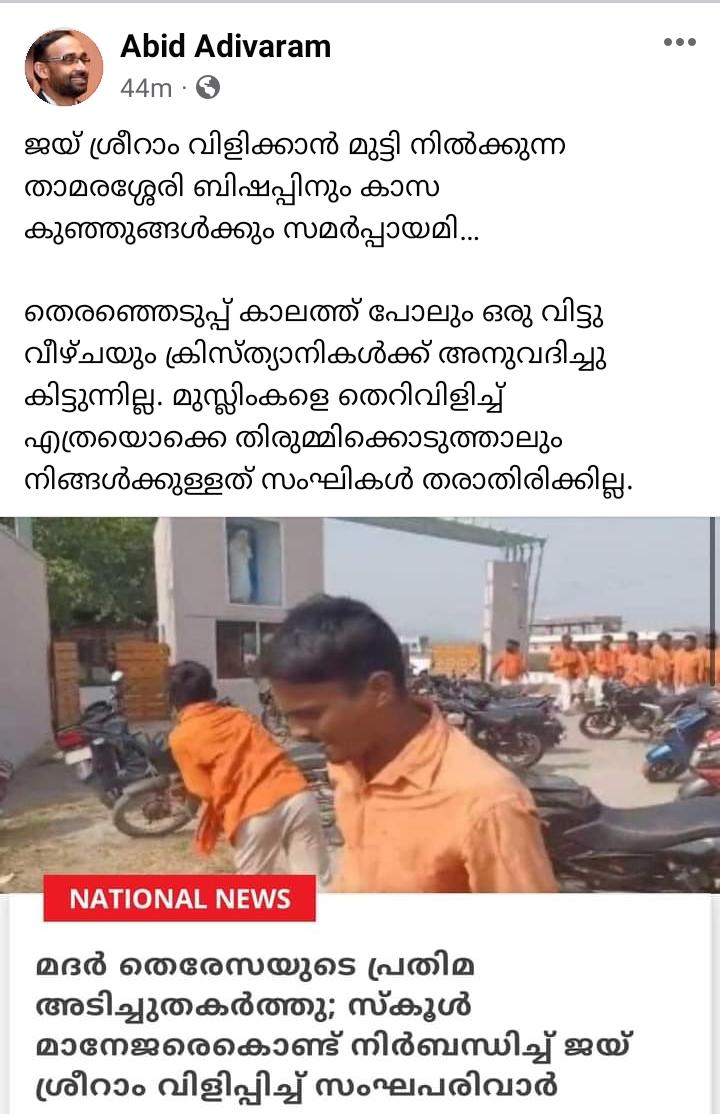 Abid Adivaram
44m ·
ജയ് ശ്രീറാം വിളിക്കാൻ മുട്ടി നിൽക്കുന്ന
താമരശ്ശേരി ബിഷപ്പിനും കാസ
കുഞ്ഞുങ്ങൾക്കും സമർപ്പായമി...
തെരഞ്ഞെടുപ്പ് കാലത്ത് പോലും ഒരു വിട്ടു
വീഴ്ചയും ക്രിസ്ത്യാനികൾക്ക് അനുവദിച്ചു
കിട്ടുന്നില്ല. മുസ്ലിംകളെ തെറിവിളിച്ച്
എത്രയൊക്കെ തിരുമ്മിക്കൊടുത്താലും
നിങ്ങൾക്കുള്ളത് സംഘികൾ തരാതിരിക്കില്ല.
NATIONAL NEWS
മദർ തെരേസയുടെ പ്രതിമ
അടിച്ചുതകർത്തു; സ്കൂൾ
മാനേജരെകൊണ്ട് നിർബന്ധിച്ച് ജയ്
ശ്രീറാം വിളിപ്പിച്ച് സംഘപരിവാർ